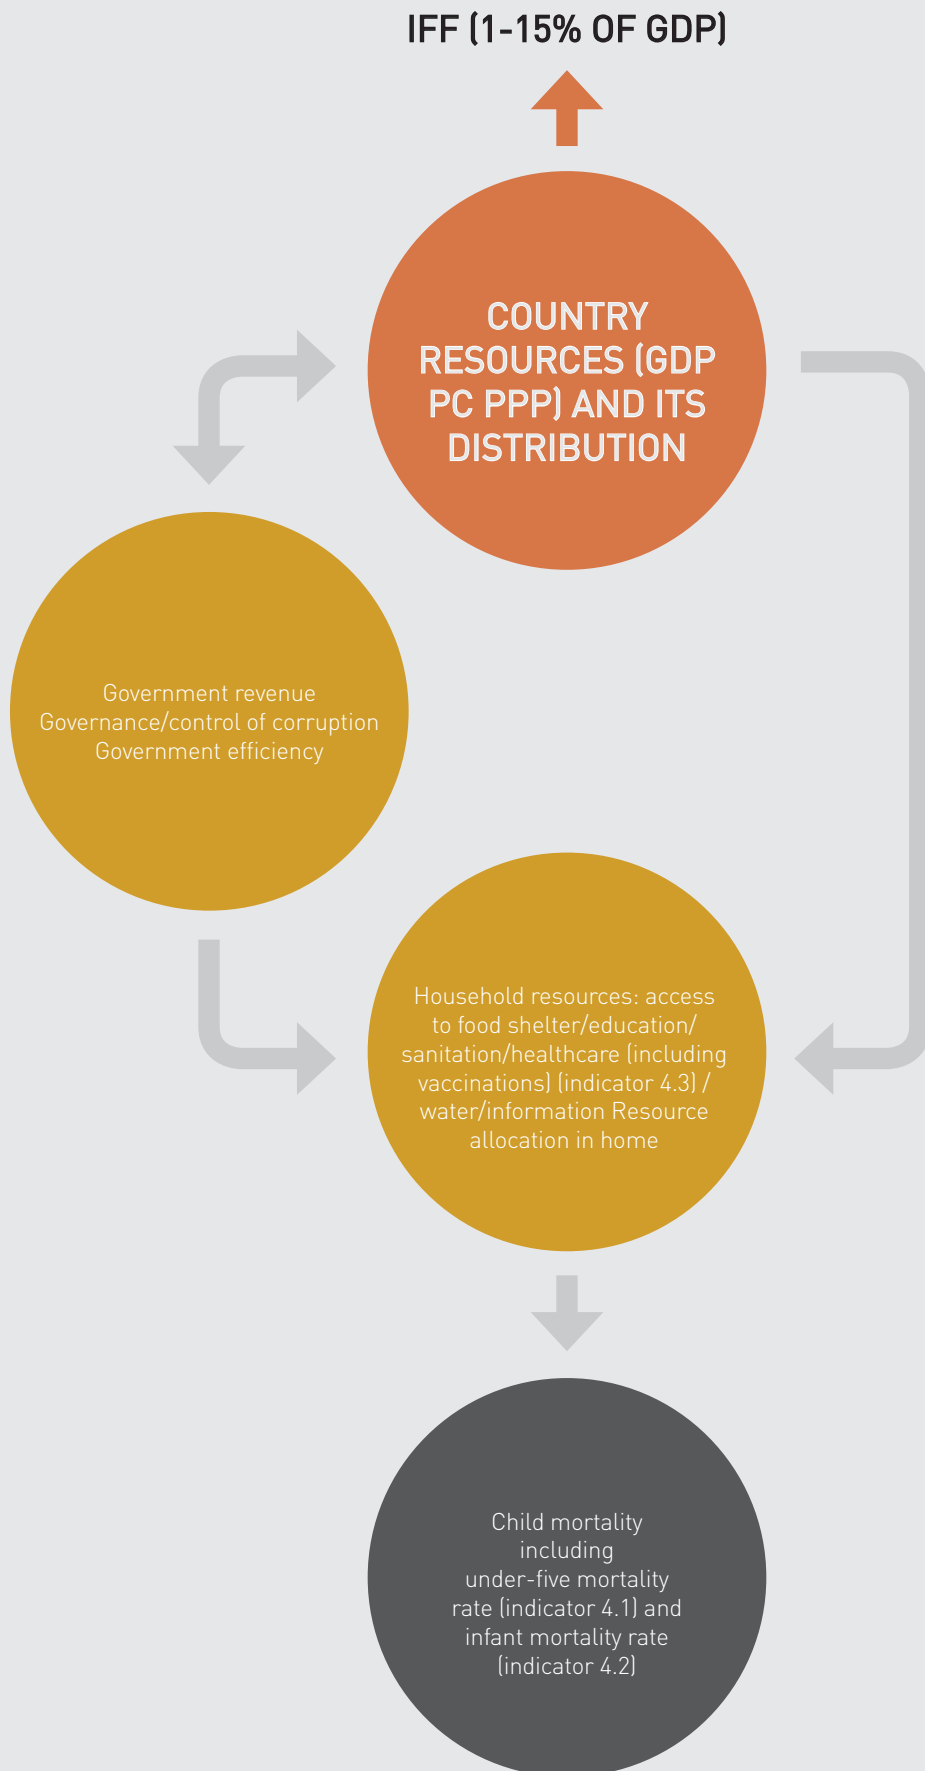 IFF (1-15% OF GDP)
COUNTRY
RESOURCES (GDP
PC PPP) AND ITS
DISTRIBUTION
Government revenue
Governance/control of corruption
Government efficiency
Household resources: access
to food shelter/education/
sanitation/healthcare (including
vaccinations) (indicator 4.3) /
water/information Resource
allocation in home
Child mortality
including
under-five mortality
rate (indicator 4.1) and
infant mortality rate
(indicator 4.2)